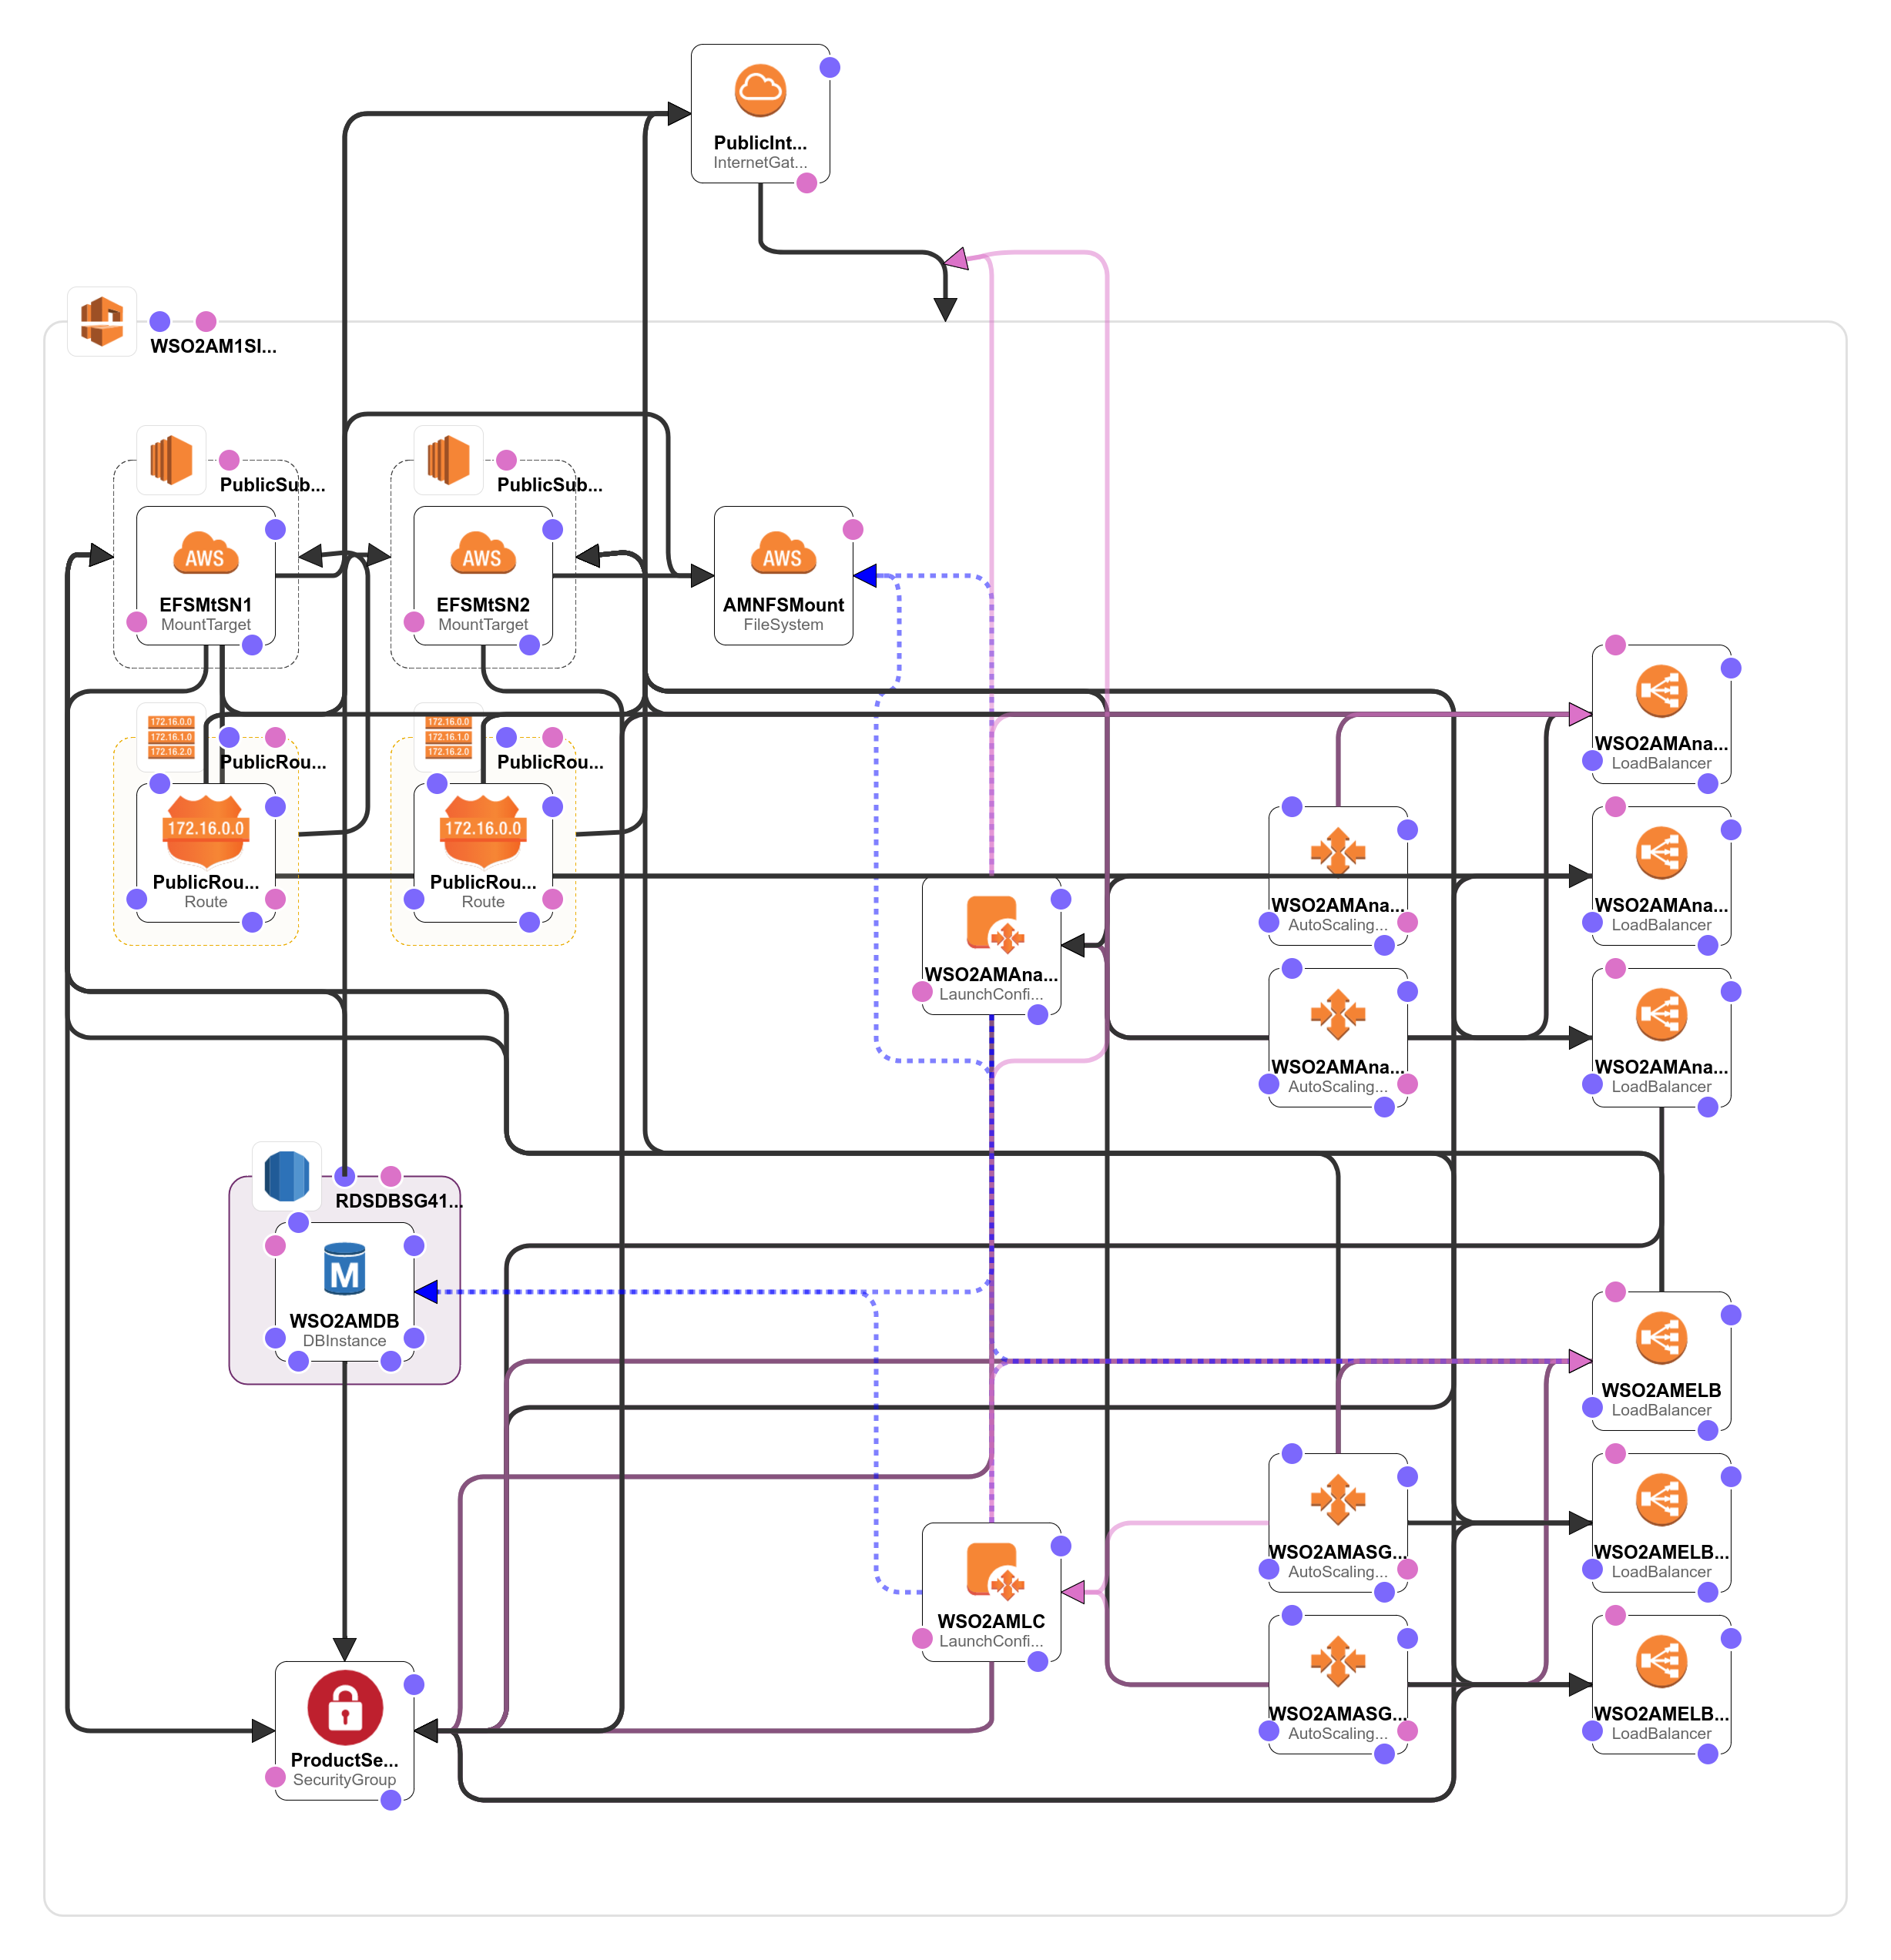 PublicInt...
InternetGat...
WSO2AM1SI...
PublicSub...
PublicSub...
AWS
EFSMtSN1
MountTarget
AWS
EFSMtSN2
MountTarget
AWS
AMNFSMount
FileSystem
WSO2AMAna...
LoadBalancer
172.16.0.0
172.16.1.0
172.16.2.0
PublicRou...
172.16.0.0
172.16.1.0
172.16.2.0
PublicRou...
172.16.0.0
PublicRou...
Route
172.16.0.0
PublicRou...
Route
WSO2AMAna...
LaunchConfi...
WSO2AMAna...
AutoScaling...
WSO2AMAna...
LoadBalancer
WSO2AMAna...
AutoScaling...
WSO2AMAna...
LoadBalancer
RDSDBSG41...
M
WSO2AMDB
DBInstance
WSO2AMELB
LoadBalancer
WSO2AMLC
LaunchConfi...
WSO2AMASG...
AutoScaling...
WSO2AMELB...
LoadBalancer
WSO2AMASG...
AutoScaling...
WSO2AMELB...
LoadBalancer
ProductSe...
SecurityGroup